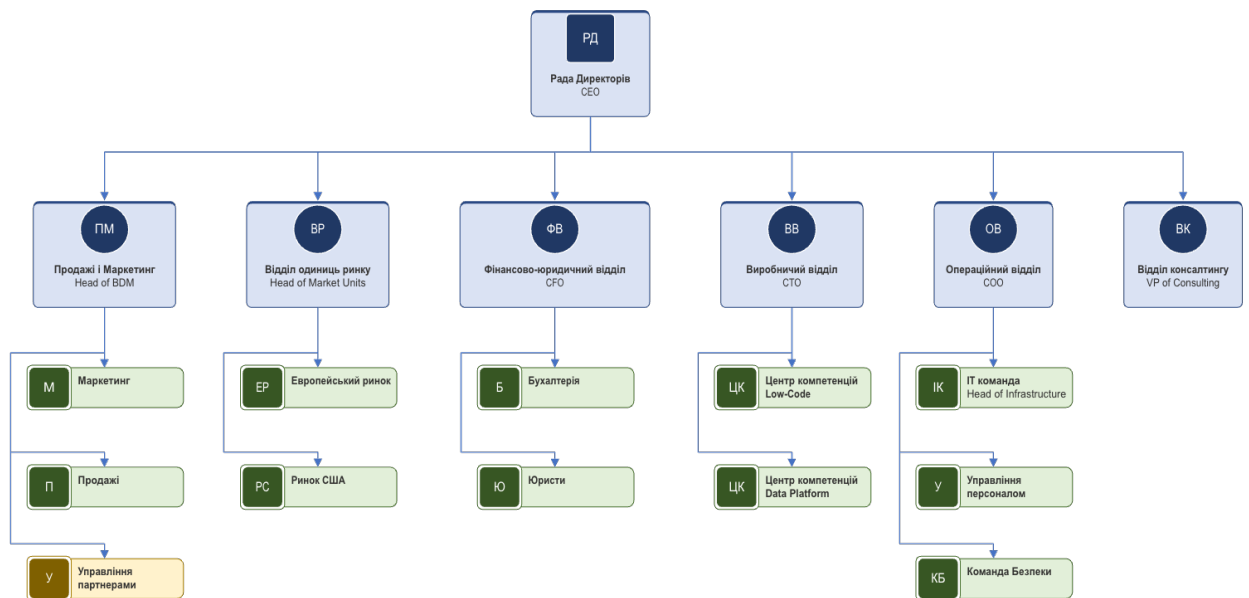 РД
Рада Директорів
CEO
ПМ
Продажі і Маркетинг
Head of BDM
ВР
Відділ одиниць ринку
Head of Market Units
ФВ
Фінансово-юридичний відділ
CFO
ВВ
Виробничий відділ
CTO
ОВ
Операційний відділ
COO
ВК
Відділ консалтингу
VP of Consulting
М
Маркетинг
ЕР
Европейський ринок
Б
Бухалтерія
ЦК
Центр компетенцій
Low-Code
ІК
IT команда
Head of Infrastructure
П
Продажі
РС
Ринок США
Ю
Юристи
ЦК
Центр компетенцій
Data Platform
У
Управління
персоналом
У
Управління
партнерами
КБ
Команда Безпеки